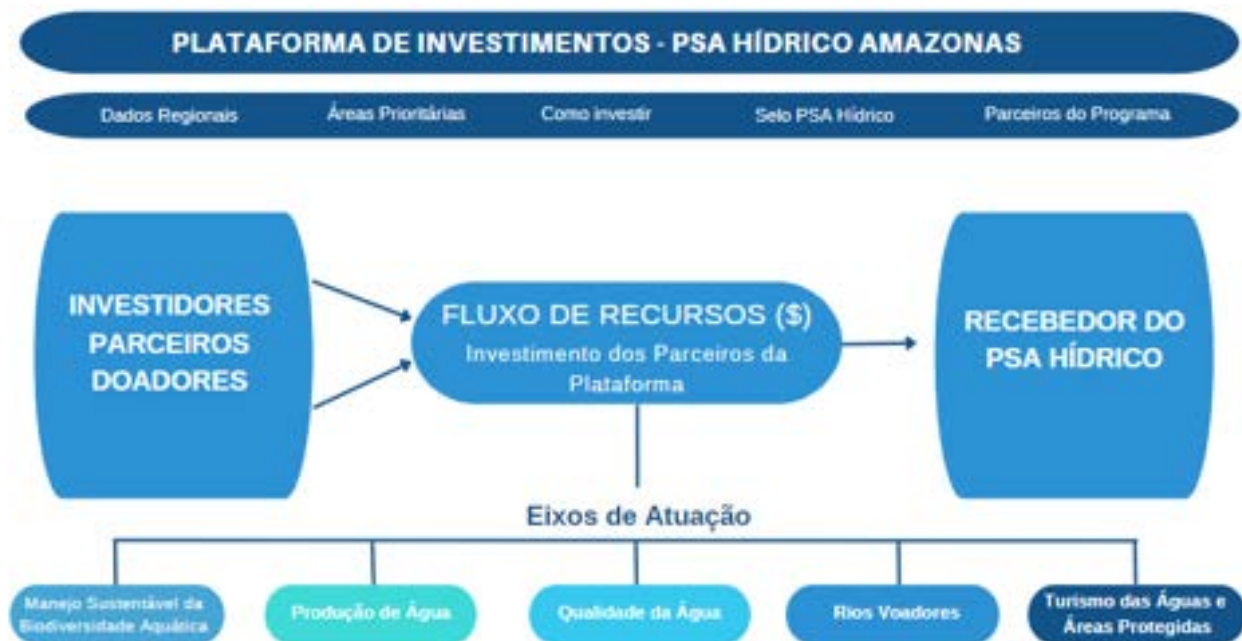 PLATAFORMA DE INVESTIMENTOS - PSA HÍDRICO AMAZONAS
Dados Regionais
Áreas Prioritárias
Como investir
Selo PSA Hídrico
Parceiros do Programa
INVESTIDORES
PARCEIROS
DOADORES
FLUXO DE RECURSOS ($)
Investimento dos Parceiros da
Plataforma
RECEBEDOR DO
PSA HÍDRICO
Eixos de Atuação
Manejo Sustentável da
Biodiversidade Aquática
Produção de Água
Qualidade da Água
Rios Voadores
Turismo das Águas e
Áreas Protegidas